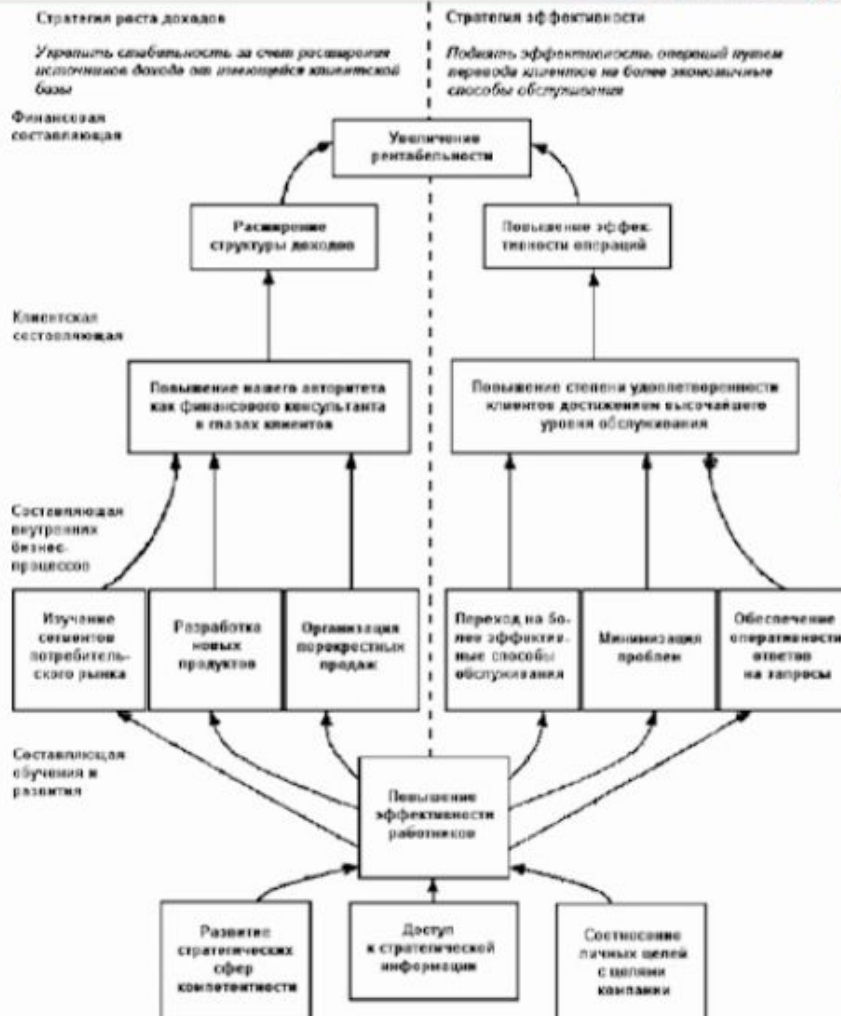 Стратегия роста доходов
Укрепить стабильность за счет расширения
источников дохода от имеющейся клиентской
базы
Стратегия эффективности
Поднять эффективность операций путем
перевода клиентов на более экономичные
способы обслуживания
Финансовая
составляющая
Увеличение
рентабельности
Расширение
структуры доходов
Повышение эффек-
тивности операций
Клиентская
составляющая
Повышение нашего авторитета
как финансового консультанта
в глазах клиентов
Повышение степени удовлетворенности
клиентов достижением высочайшего
уровня обслуживания
Составляющая
внутренних
бизнес-
процессов
Изучение
сегментов
потребитель-
ского рынка
Разработка
новых
продуктов
Организация
перекрестных
продаж
Переход на бо-
лее эффектив-
ные способы
обслуживания
Минимизация
проблем
Обеспечение
оперативности
ответов
на запросы
Составляющая
обучения и
развития
Повышение
эффективности
работников
Развитие
стратегических
сфер
компетентности
Доступ
к стратегической
информации
Соотнесение
личных целей
с целями
компании